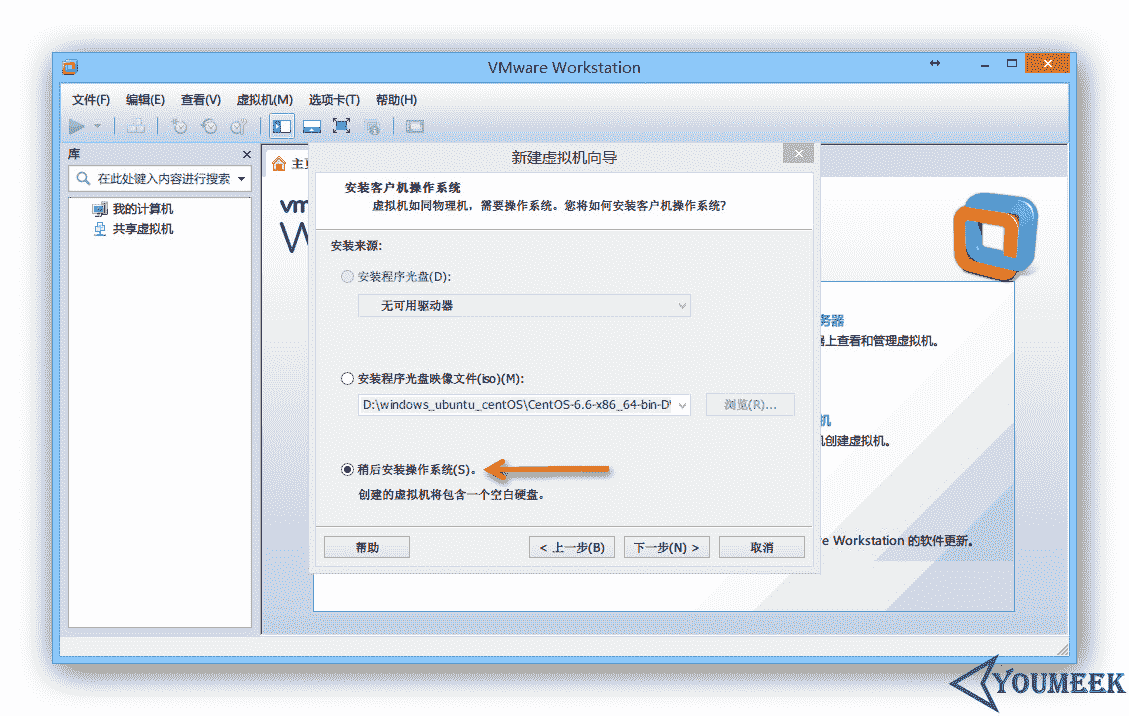 VMware Workstation
文件(F) 编辑(E) 查看(V) 虚拟机(M) 选项卡(T) 帮助(H)
库
在此处键入内容进行搜索
我的计算机
共享虚拟机
主
vm
W
新建虚拟机向导
安装客户机操作系统
虚拟机如同物理机，需要操作系统。您将如何安装客户机操作系统?
安装来源:
安装程序光盘(D):
无可用驱动器
安装程序光盘映像文件(iso)(M):
D:\windows_ubuntu_centOS\CentOS-6.6-x86_64-bin-D
浏览(R)...
稍后安装操作系统(S)。
创建的虚拟机将包含一个空白硬盘。
帮助
< 上一步(B)
下一步(N) >
取消
务器
器上查看和管理虚拟机。
机
机创建虚拟机。
e Workstation 的软件更新。
YOUMEEK